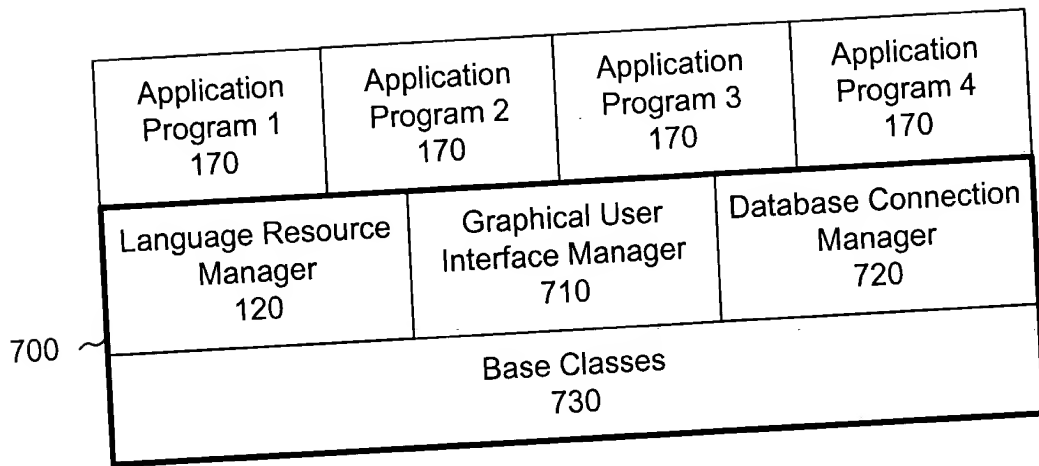 Application
Program 1
170
Application
Program 2
170
Application
Program 3
170
Application
Program 4
170
Language Resource
Manager
120
Graphical User
Interface Manager
710
Database Connection
Manager
720
700
Base Classes
730